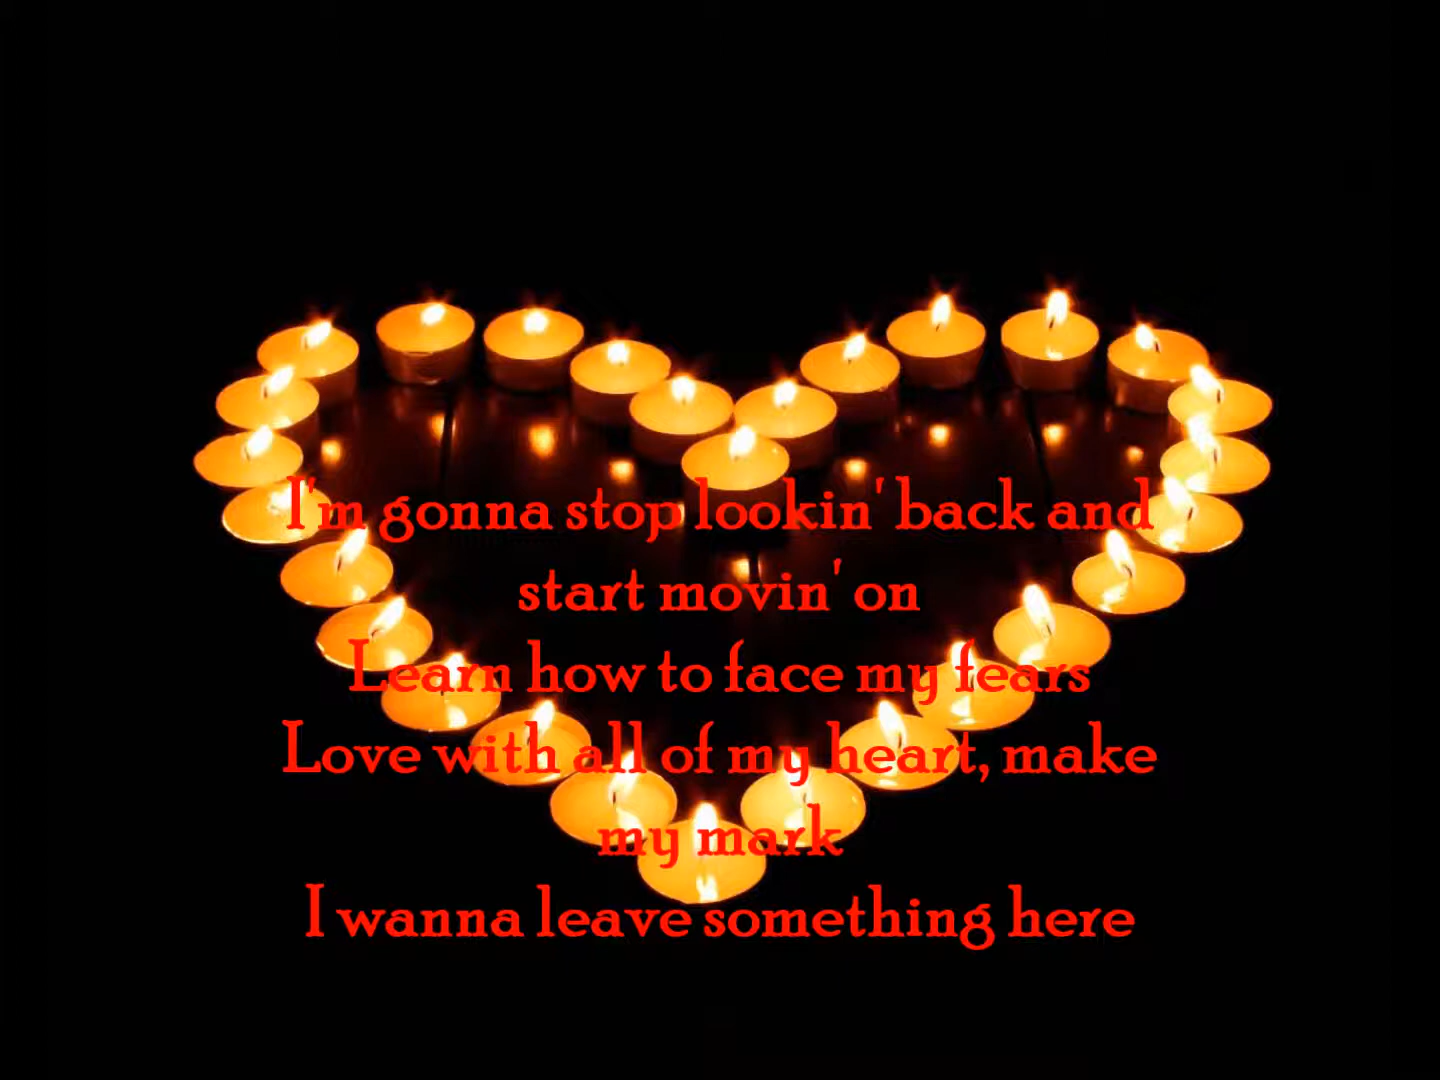 I'm gonna stop lookin' back and
start movin' on
Learn how to face my fears
Love with all of my heart, make
my mark
I wanna leave something here